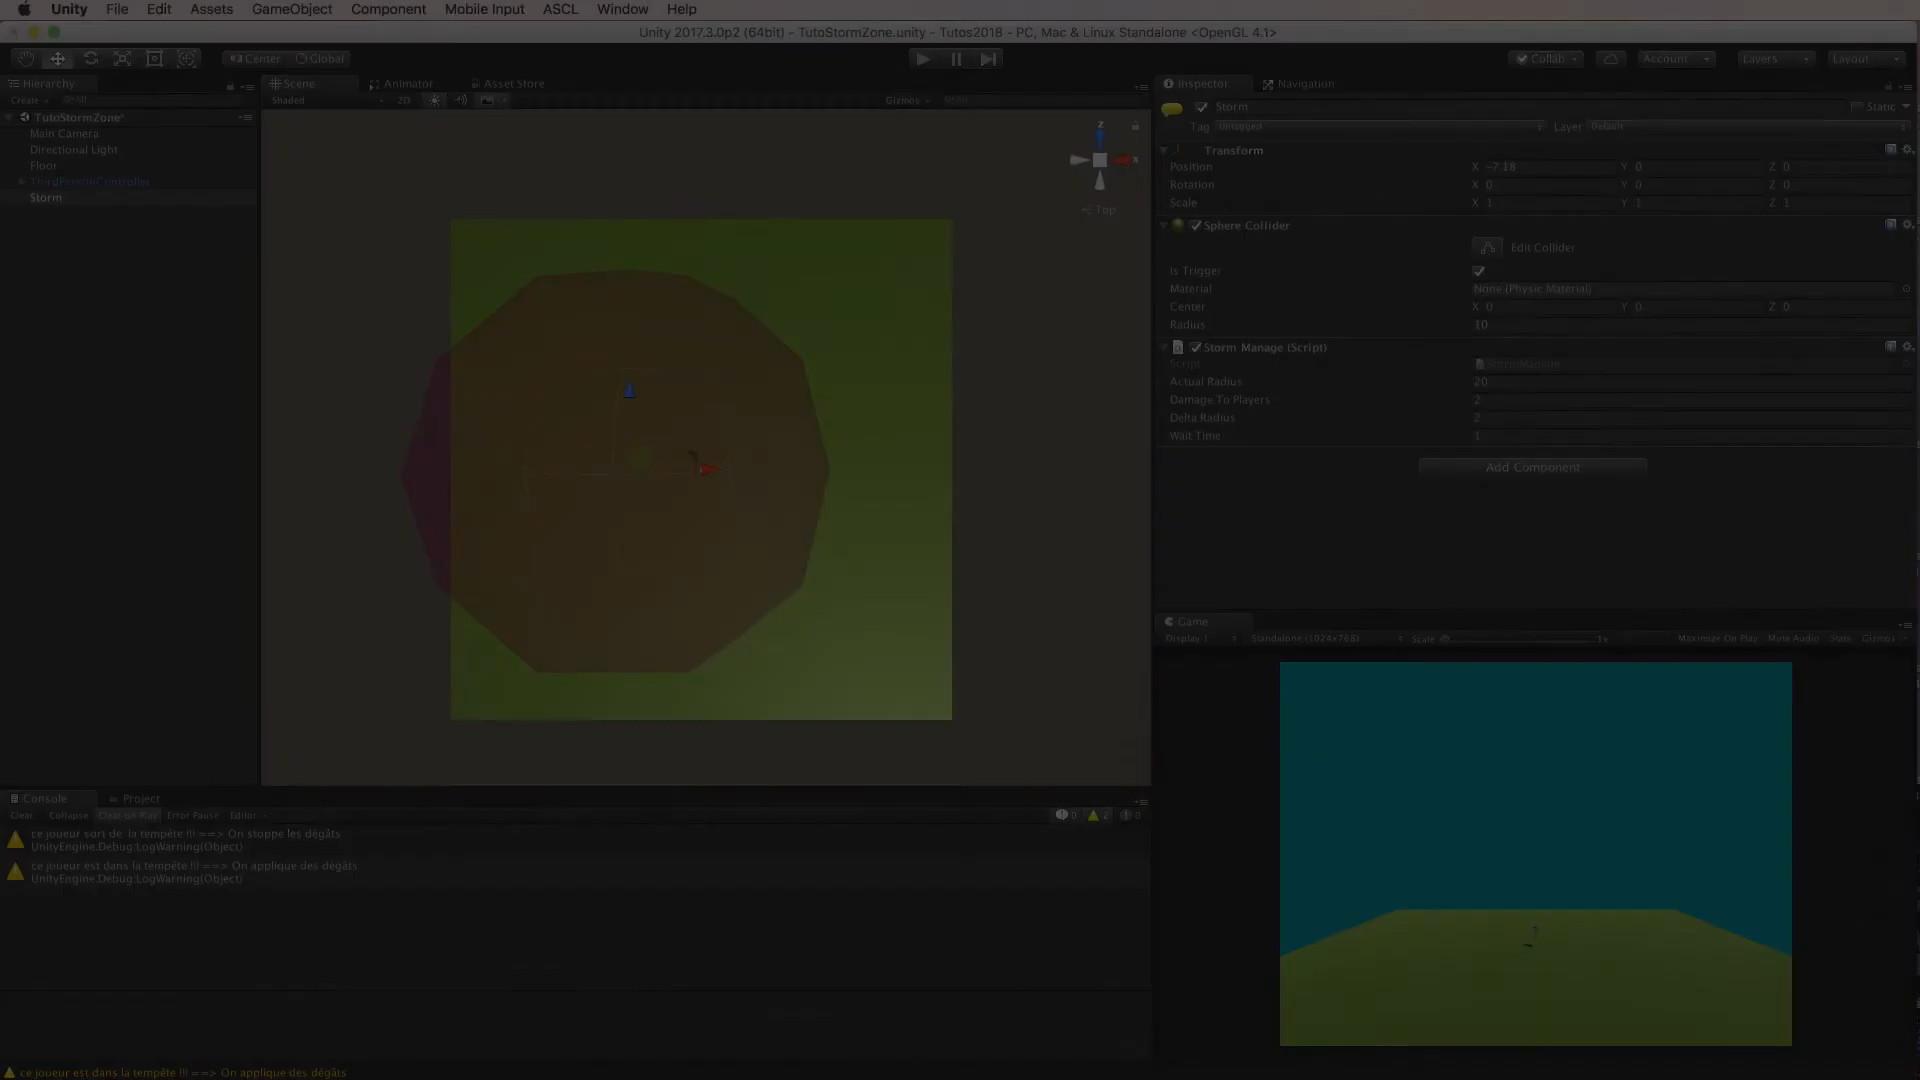 Unity File Edit Assets GameObject Component Mobile Input ASCL Window Help
Unity 2017.3.0p2 (64bit) - TutoStormZone.unity - Tutos2018 - PC, Mac & Linux Standalone <OpenGL 4.1>
Center Global
Collab Account Layers Layout
Hierarchy
Create
TutoStormZone*
Main Camera
Directional Light
Floor
ThirdPersonController
Storm
Scene Animator Asset Store
Shaded 2D Gizmos
z
x
Top
Inspector Navigation
Storm Static
Tag Untagged Layer Default
Transform
Position X -7.18 Y 0 Z 0
Rotation X 0 Y 0 Z 0
Scale X 1 Y 1 Z 1
Sphere Collider
Edit Collider
Is Trigger
Material None (Physic Material)
Center X 0 Y 0 Z 0
Radius 10
Storm Manage (Script)
Script StormManage
Actual Radius 20
Damage To Players 2
Delta Radius 2
Wait Time 1
Add Component
Game
Display 1 Standalone (1024x768) Scale 1x Maximize On Play Mute Audio Stats Gizmos
Console Project
Clear Collapse Clear on Play Error Pause Editor 0 2 0
ce joueur sort de la tempête !!! ==> On stoppe les dégâts
UnityEngine.Debug:LogWarning(Object)
ce joueur est dans la tempête !!! ==> On applique des dégâts
UnityEngine.Debug:LogWarning(Object)
ce joueur est dans la tempête !!! ==> On applique des dégâts